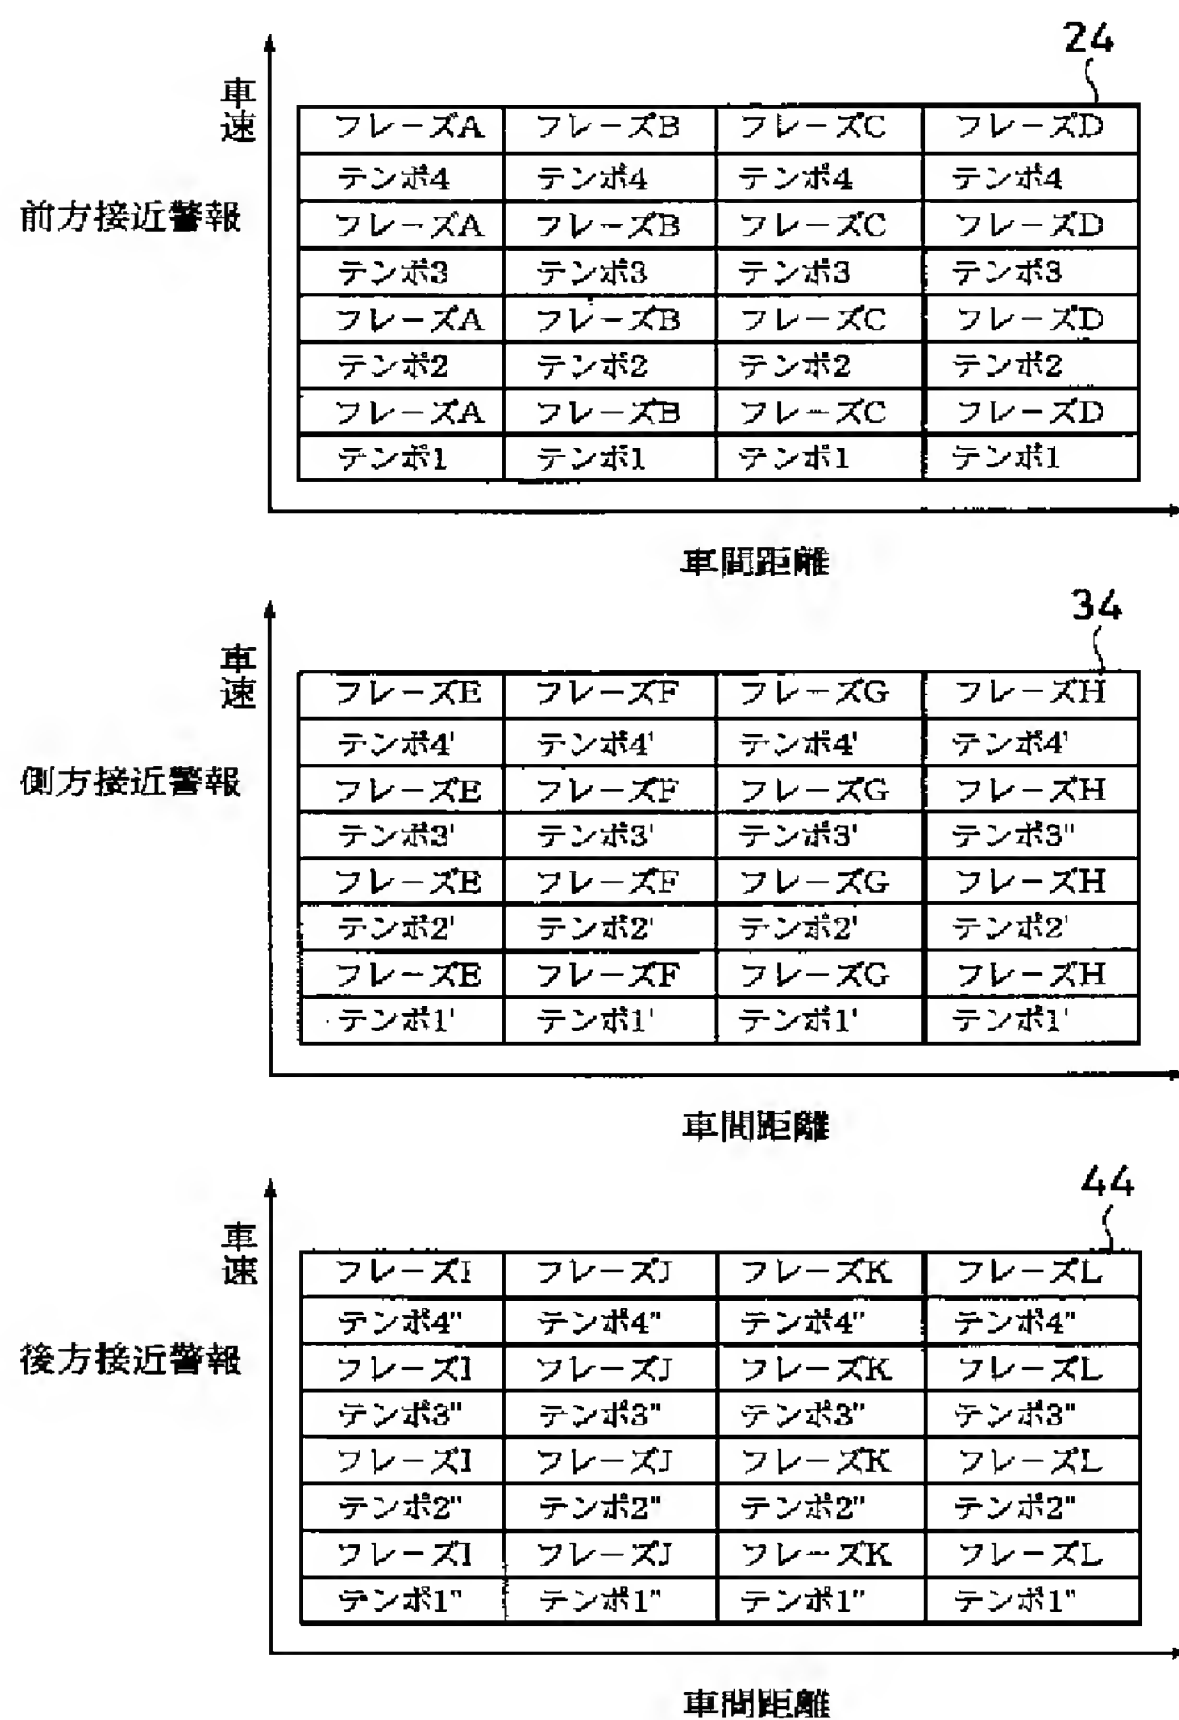 24
車速
フレーズA フレーズB フレーズC フレーズD
テンポ4 テンポ4 テンポ4 テンポ4
前方接近警報
フレーズA フレーズB フレーズC フレーズD
テンポ3 テンポ3 テンポ3 テンポ3
フレーズA フレーズB フレーズC フレーズD
テンポ2 テンポ2 テンポ2 テンポ2
フレーズA フレーズB フレーズC フレーズD
テンポ1 テンポ1 テンポ1 テンポ1
車間距離
34
車速
フレーズE フレーズF フレーズG フレーズH
テンポ4' テンポ4' テンポ4' テンポ4'
側方接近警報
フレーズE フレーズF フレーズG フレーズH
テンポ3' テンポ3' テンポ3' テンポ3"
フレーズE フレーズF フレーズG フレーズH
テンポ2' テンポ2' テンポ2' テンポ2'
フレーズE フレーズF フレーズG フレーズH
テンポ1' テンポ1' テンポ1' テンポ1'
車間距離
44
車速
フレーズI フレーズJ フレーズK フレーズL
テンポ4" テンポ4" テンポ4" テンポ4"
後方接近警報
フレーズI フレーズJ フレーズK フレーズL
テンポ3" テンポ3" テンポ3" テンポ3"
フレーズI フレーズJ フレーズK フレーズL
テンポ2" テンポ2" テンポ2" テンポ2"
フレーズI フレーズJ フレーズK フレーズL
テンポ1" テンポ1" テンポ1" テンポ1"
車間距離